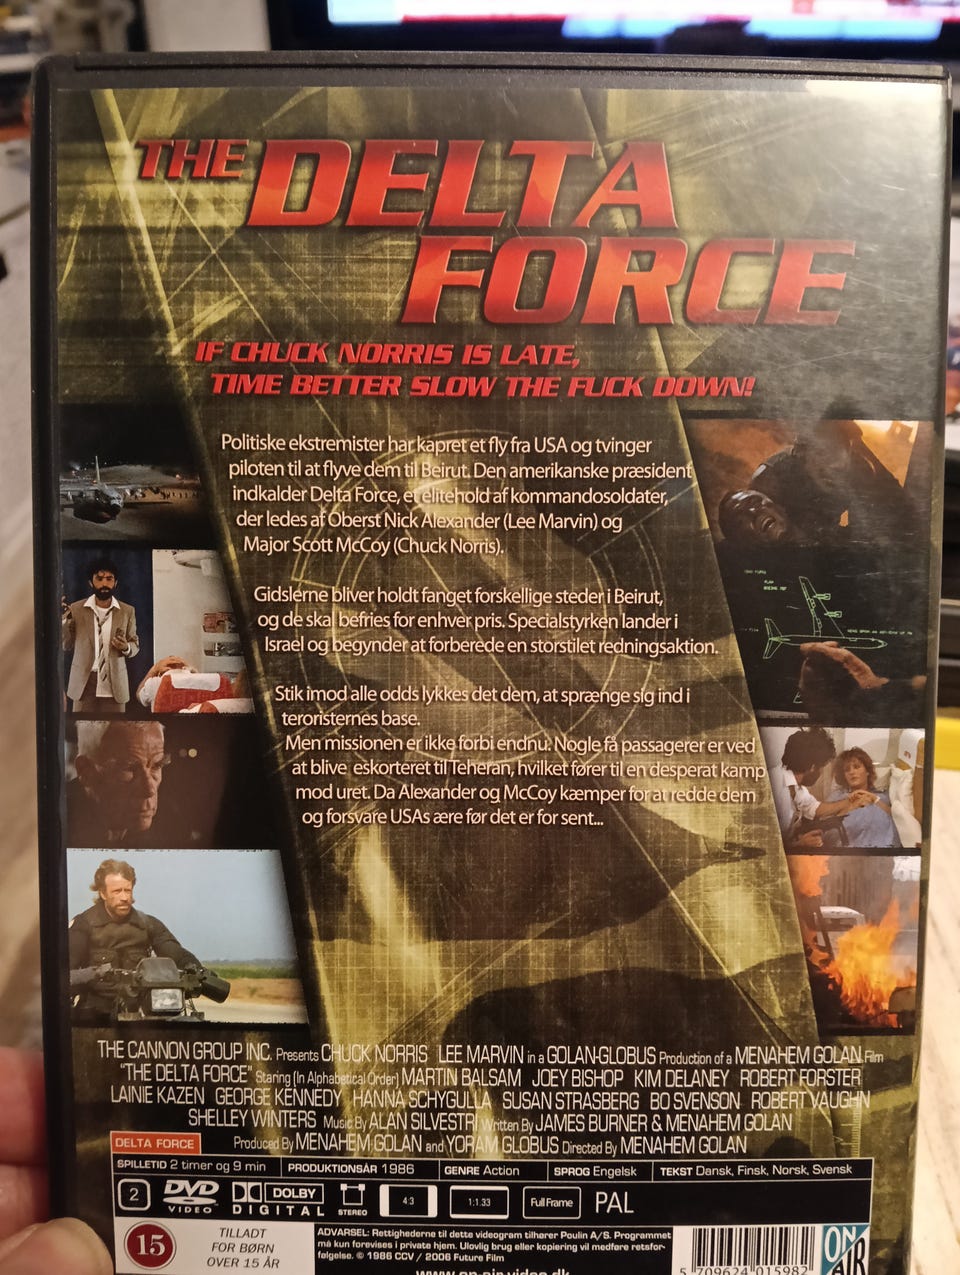 THE DELTA
FORCE
IF CHUCK NORRIS IS LATE,
TIME BETTER SLOW THE FUCK DOWN!
Politiske ekstremister har kapret et fly fra USA og tvinger
piloten til at flyve dem til Beirut. Den amerikanske præsident
indkalder Delta Force, et elitehold af kommandosoldater,
der ledes af Oberst Nick Alexander (Lee Marvin) og
Major Scott McCoy (Chuck Norris).
Gidslerne bliver holdt fanget forskellige steder i Beirut,
og de skal befries for enhver pris. Specialstyrken lander i
Israel og begynder at forberede en storstilet redningsaktion.
Stik imod alle odds lykkes det dem, at sprænge sig ind i
teroristernes base.
Men missionen er ikke forbi endnu. Nogle få passagerer er ved
at blive eskorteret til Teheran, hvilket fører til en desperat kamp
mod uret. Da Alexander og McCoy kæmper for at redde dem
og forsvare USAs ære før det er for sent...
THE CANNON GROUP INC. Presents CHUCK NORRIS LEE MARVIN in a GOLAN-GLOBUS Production of a MENAHEM GOLAN Film
"THE DELTA FORCE" Staring (In Alphabetical Order) MARTIN BALSAM JOEY BISHOP KIM DELANEY ROBERT FORSTER
LAINIE KAZEN GEORGE KENNEDY HANNA SCHYGULLA SUSAN STRASBERG BO SVENSON ROBERT VAUGHN
SHELLEY WINTERS Music By ALAN SILVESTRI Written By JAMES BURNER & MENAHEM GOLAN
Produced By MENAHEM GOLAN and YORAM GLOBUS Directed By MENAHEM GOLAN
DELTA FORCE
SPILLETID 2 timer og 9 min PRODUKTIONSÅR 1986 GENRE Action SPROG Engelsk TEKST Dansk, Finsk, Norsk, Svensk
2 DVD VIDEO DOLBY DIGITAL STEREO 4:3 1:1.33 Full Frame PAL
15
TILLADT
FOR BØRN
OVER 15 ÅR
ADVARSEL: Rettighederne til dette videogram tilhører Poulin A/S. Programmet
må kun forevises i private hjem. Ulovlig brug eller kopiering vil medføre retsfor-
følgelse. © 1986 CCV / 2006 Future Film
www.on-air-video.dk
5 709624 015982
ON
AIR